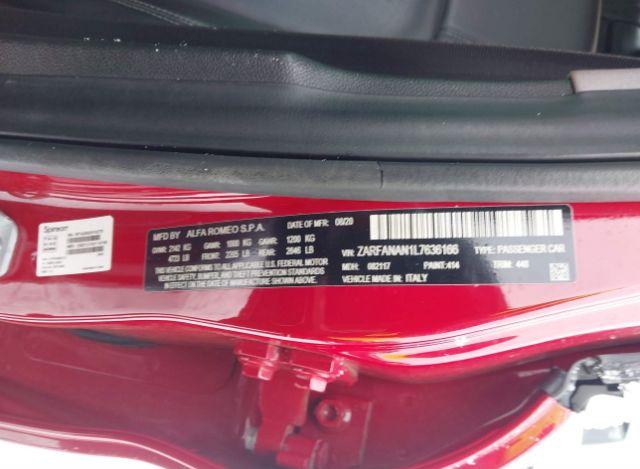 MFD BY: ALFA ROMEO S.P.A. DATE OF MFR 08/20
GVWR: 2142 KG GAWR: 1000 KG 1200 KG
4723 LB FRONT: 2205 LB REAR: 2646 LB
THIS VEHICLE CONFORMS TO ALL APPLICABLE U.S. FEDERAL MOTOR
VEHICLE SAFETY, BUMPER, AND THEFT PREVENTION STANDARDS
IN EFFECT ON THE DATE OF MANUFACTURE SHOWN ABOVE.
VIN: ZARFANAN1L7636166 TYPE: PASSENGER CAR
MDH: 082117 PAINT: 414 TRIM: 446
VEHICLE MADE IN: ITALY